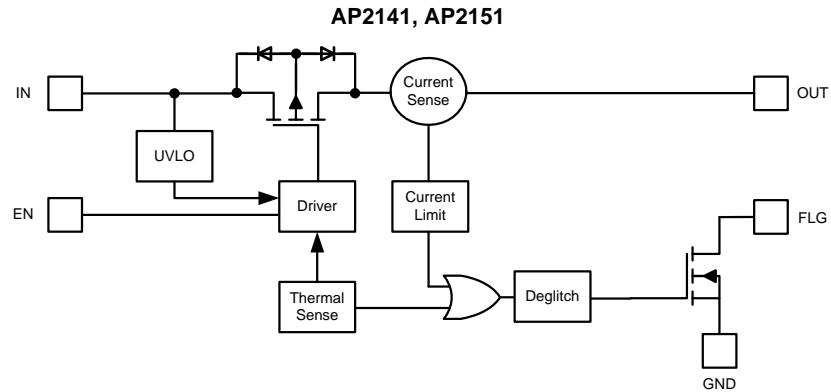 AP2141, AP2151
IN
Current
Sense
OUT
UVLO
EN
Driver
Current
Limit
FLG
Thermal
Sense
Deglitch
GND